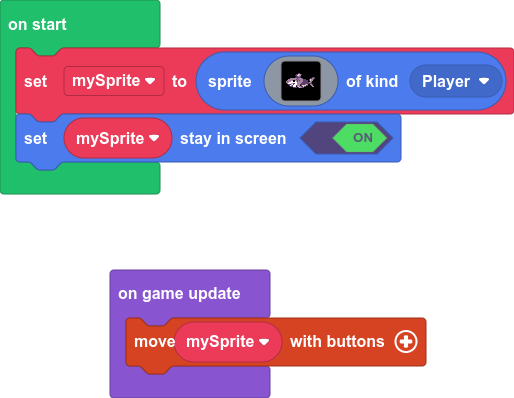 on start
set mySprite to sprite of kind Player
set mySprite stay in screen ON
on game update
move mySprite with buttons